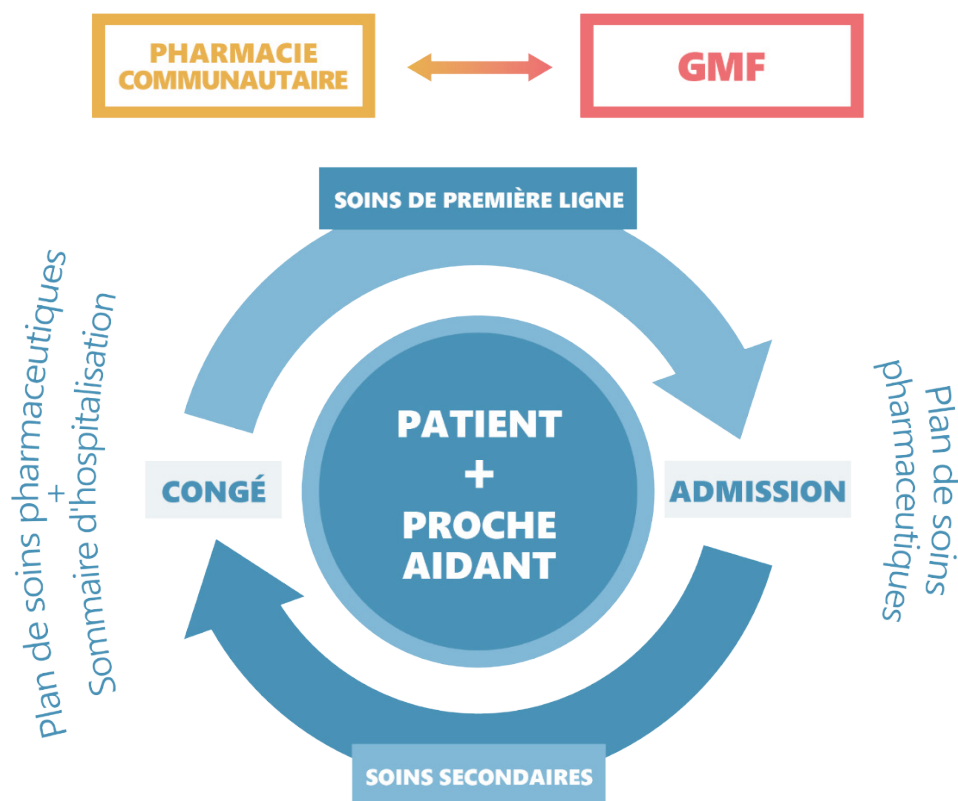 PHARMACIE
COMMUNAUTAIRE
GMF
SOINS DE PREMIÈRE LIGNE
Plan de soins pharmaceutiques
+
Sommaire d'hospitalisation
CONGÉ
PATIENT
+
PROCHE
AIDANT
ADMISSION
Plan de soins
pharmaceutiques
SOINS SECONDAIRES